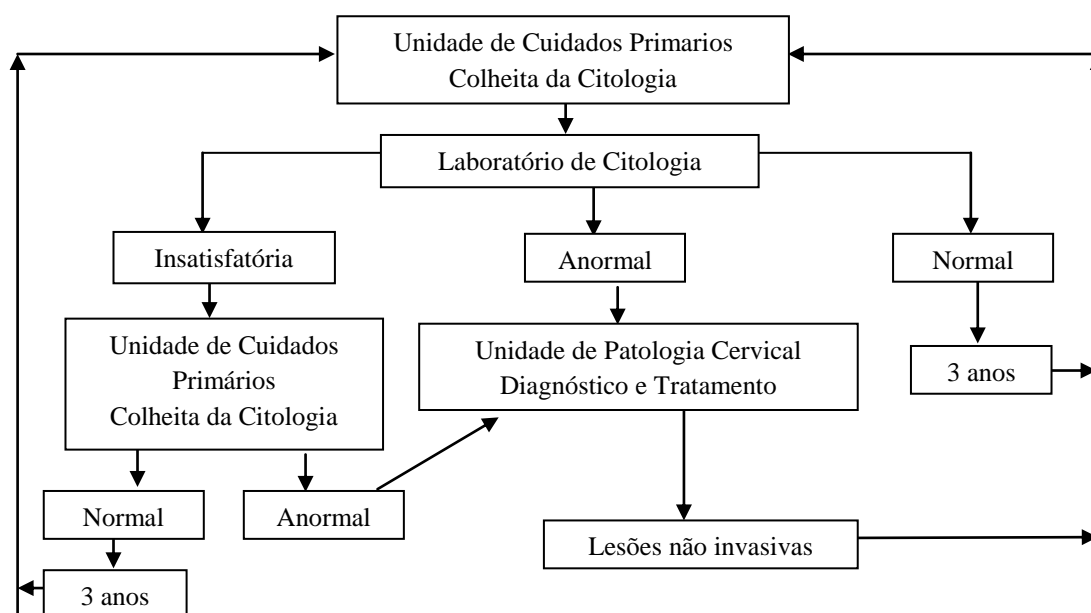 Unidade de Cuidados Primarios
Colheita da Citologia
Laboratório de Citologia
Insatisfatória
Anormal
Normal
Unidade de Cuidados
Primários
Colheita da Citologia
Unidade de Patologia Cervical
Diagnóstico e Tratamento
3 anos
Normal
Anormal
Lesões não invasivas
3 anos